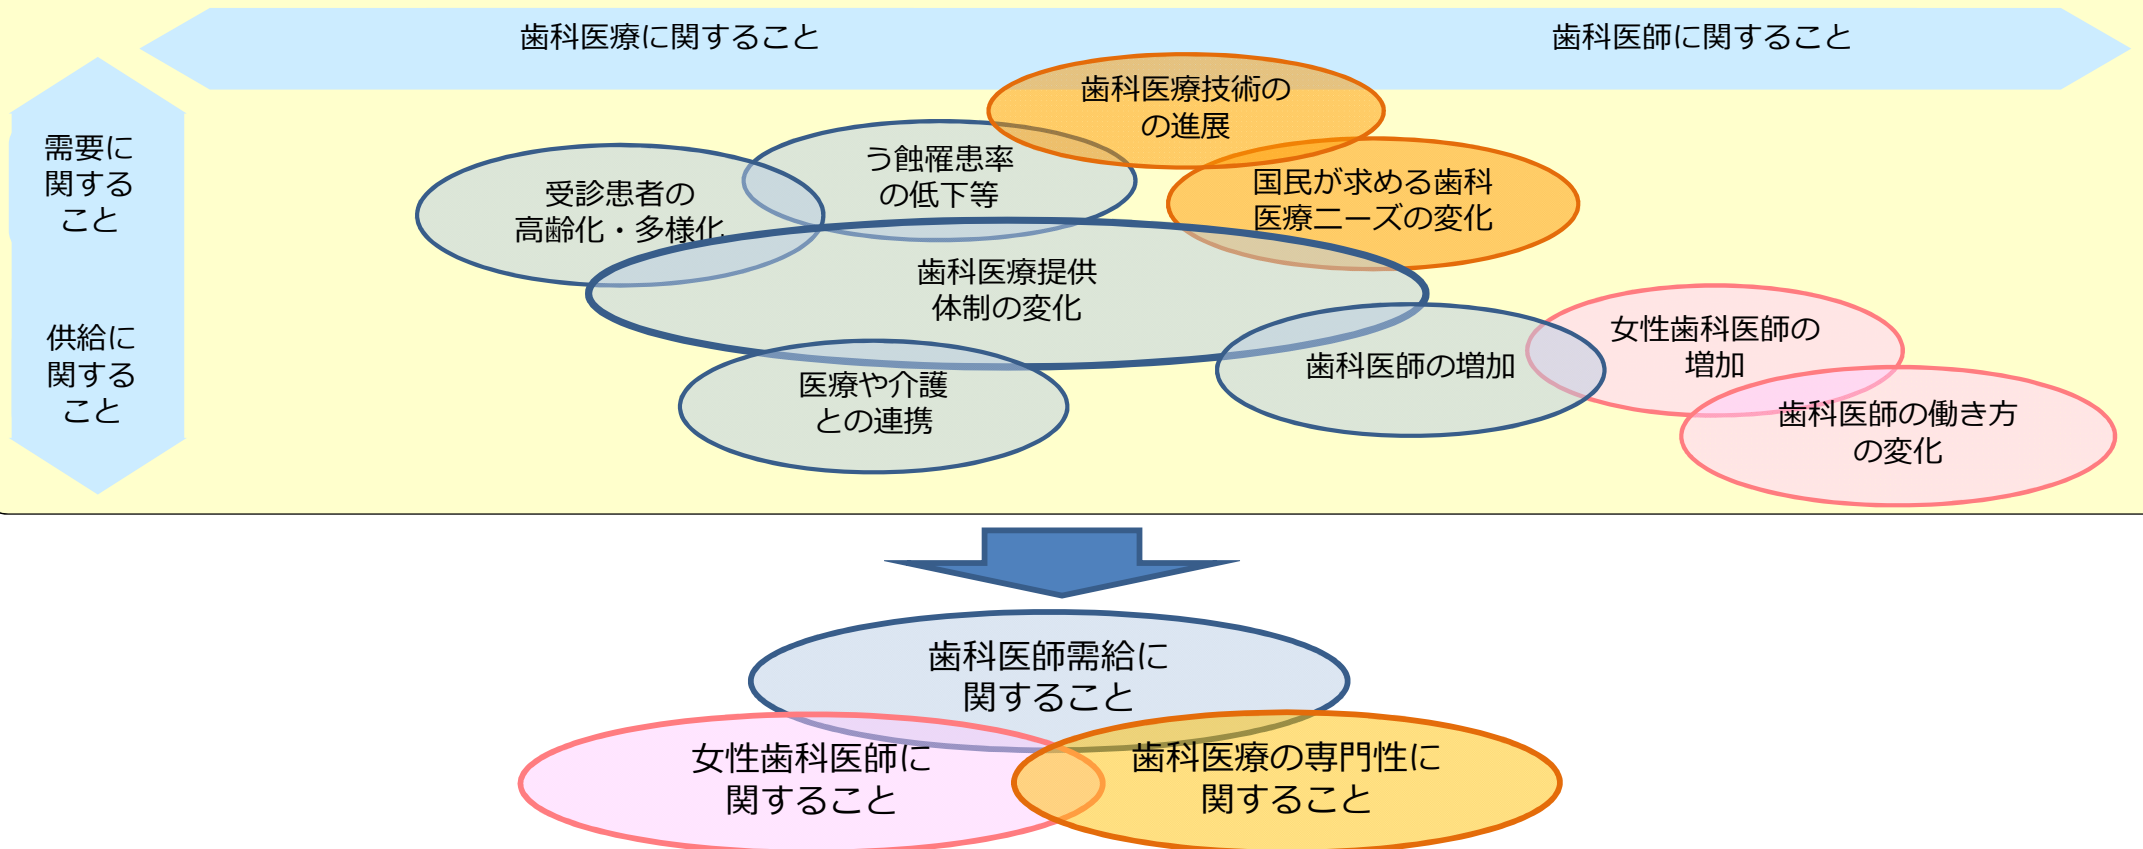 歯科医療に関すること
歯科医師に関すること
需要に
関する
こと
供給に
関する
こと
歯科医療技術の
の進展
う蝕罹患率
の低下等
受診患者の
高齢化・多様化
国民が求める歯科
医療ニーズの変化
歯科医療提供
体制の変化
医療や介護
との連携
歯科医師の増加
女性歯科医師の
増加
歯科医師の働き方
の変化
歯科医師需給に
関すること
女性歯科医師に
関すること
歯科医療の専門性に
関すること